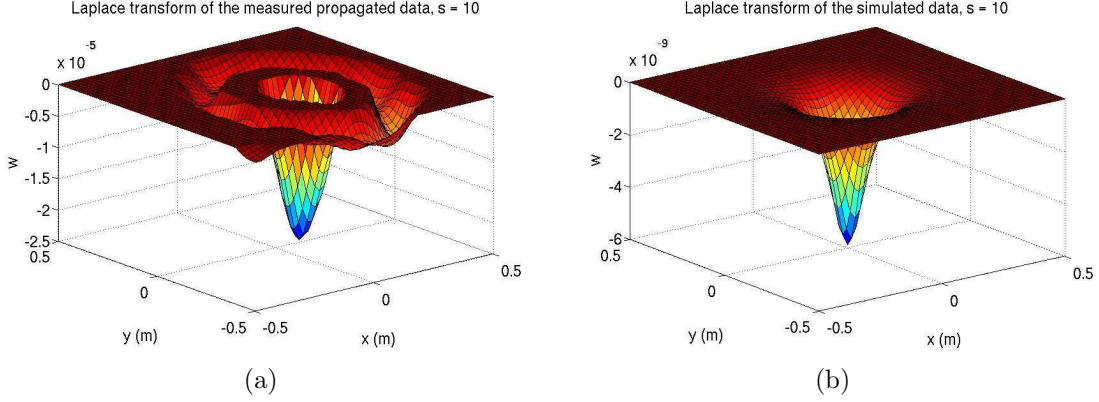 Laplace transform of the measured propagated data, s = 10
x 10^-5
0
-0.5
-1
-1.5
-2
-2.5
w
0.5
0
-0.5
y (m)
-0.5
0
0.5
x (m)
(a)
Laplace transform of the simulated data, s = 10
x 10^-9
0
-2
-4
-6
w
0.5
0
-0.5
y (m)
-0.5
0
0.5
x (m)
(b)